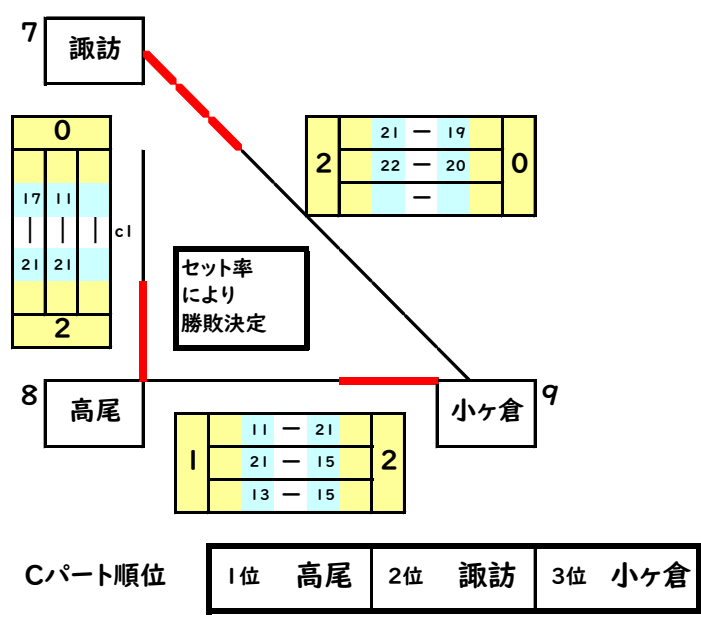 7 諏訪
0
17 11
| | | c1
21 21
2
21 ー 19
2 22 ー 20 0
ー
セット率
により
勝敗決定
8 高尾
小ヶ倉 9
11 ー 21
1 21 ー 15 2
13 ー 15
Cパート順位 1位 高尾 2位 諏訪 3位 小ヶ倉